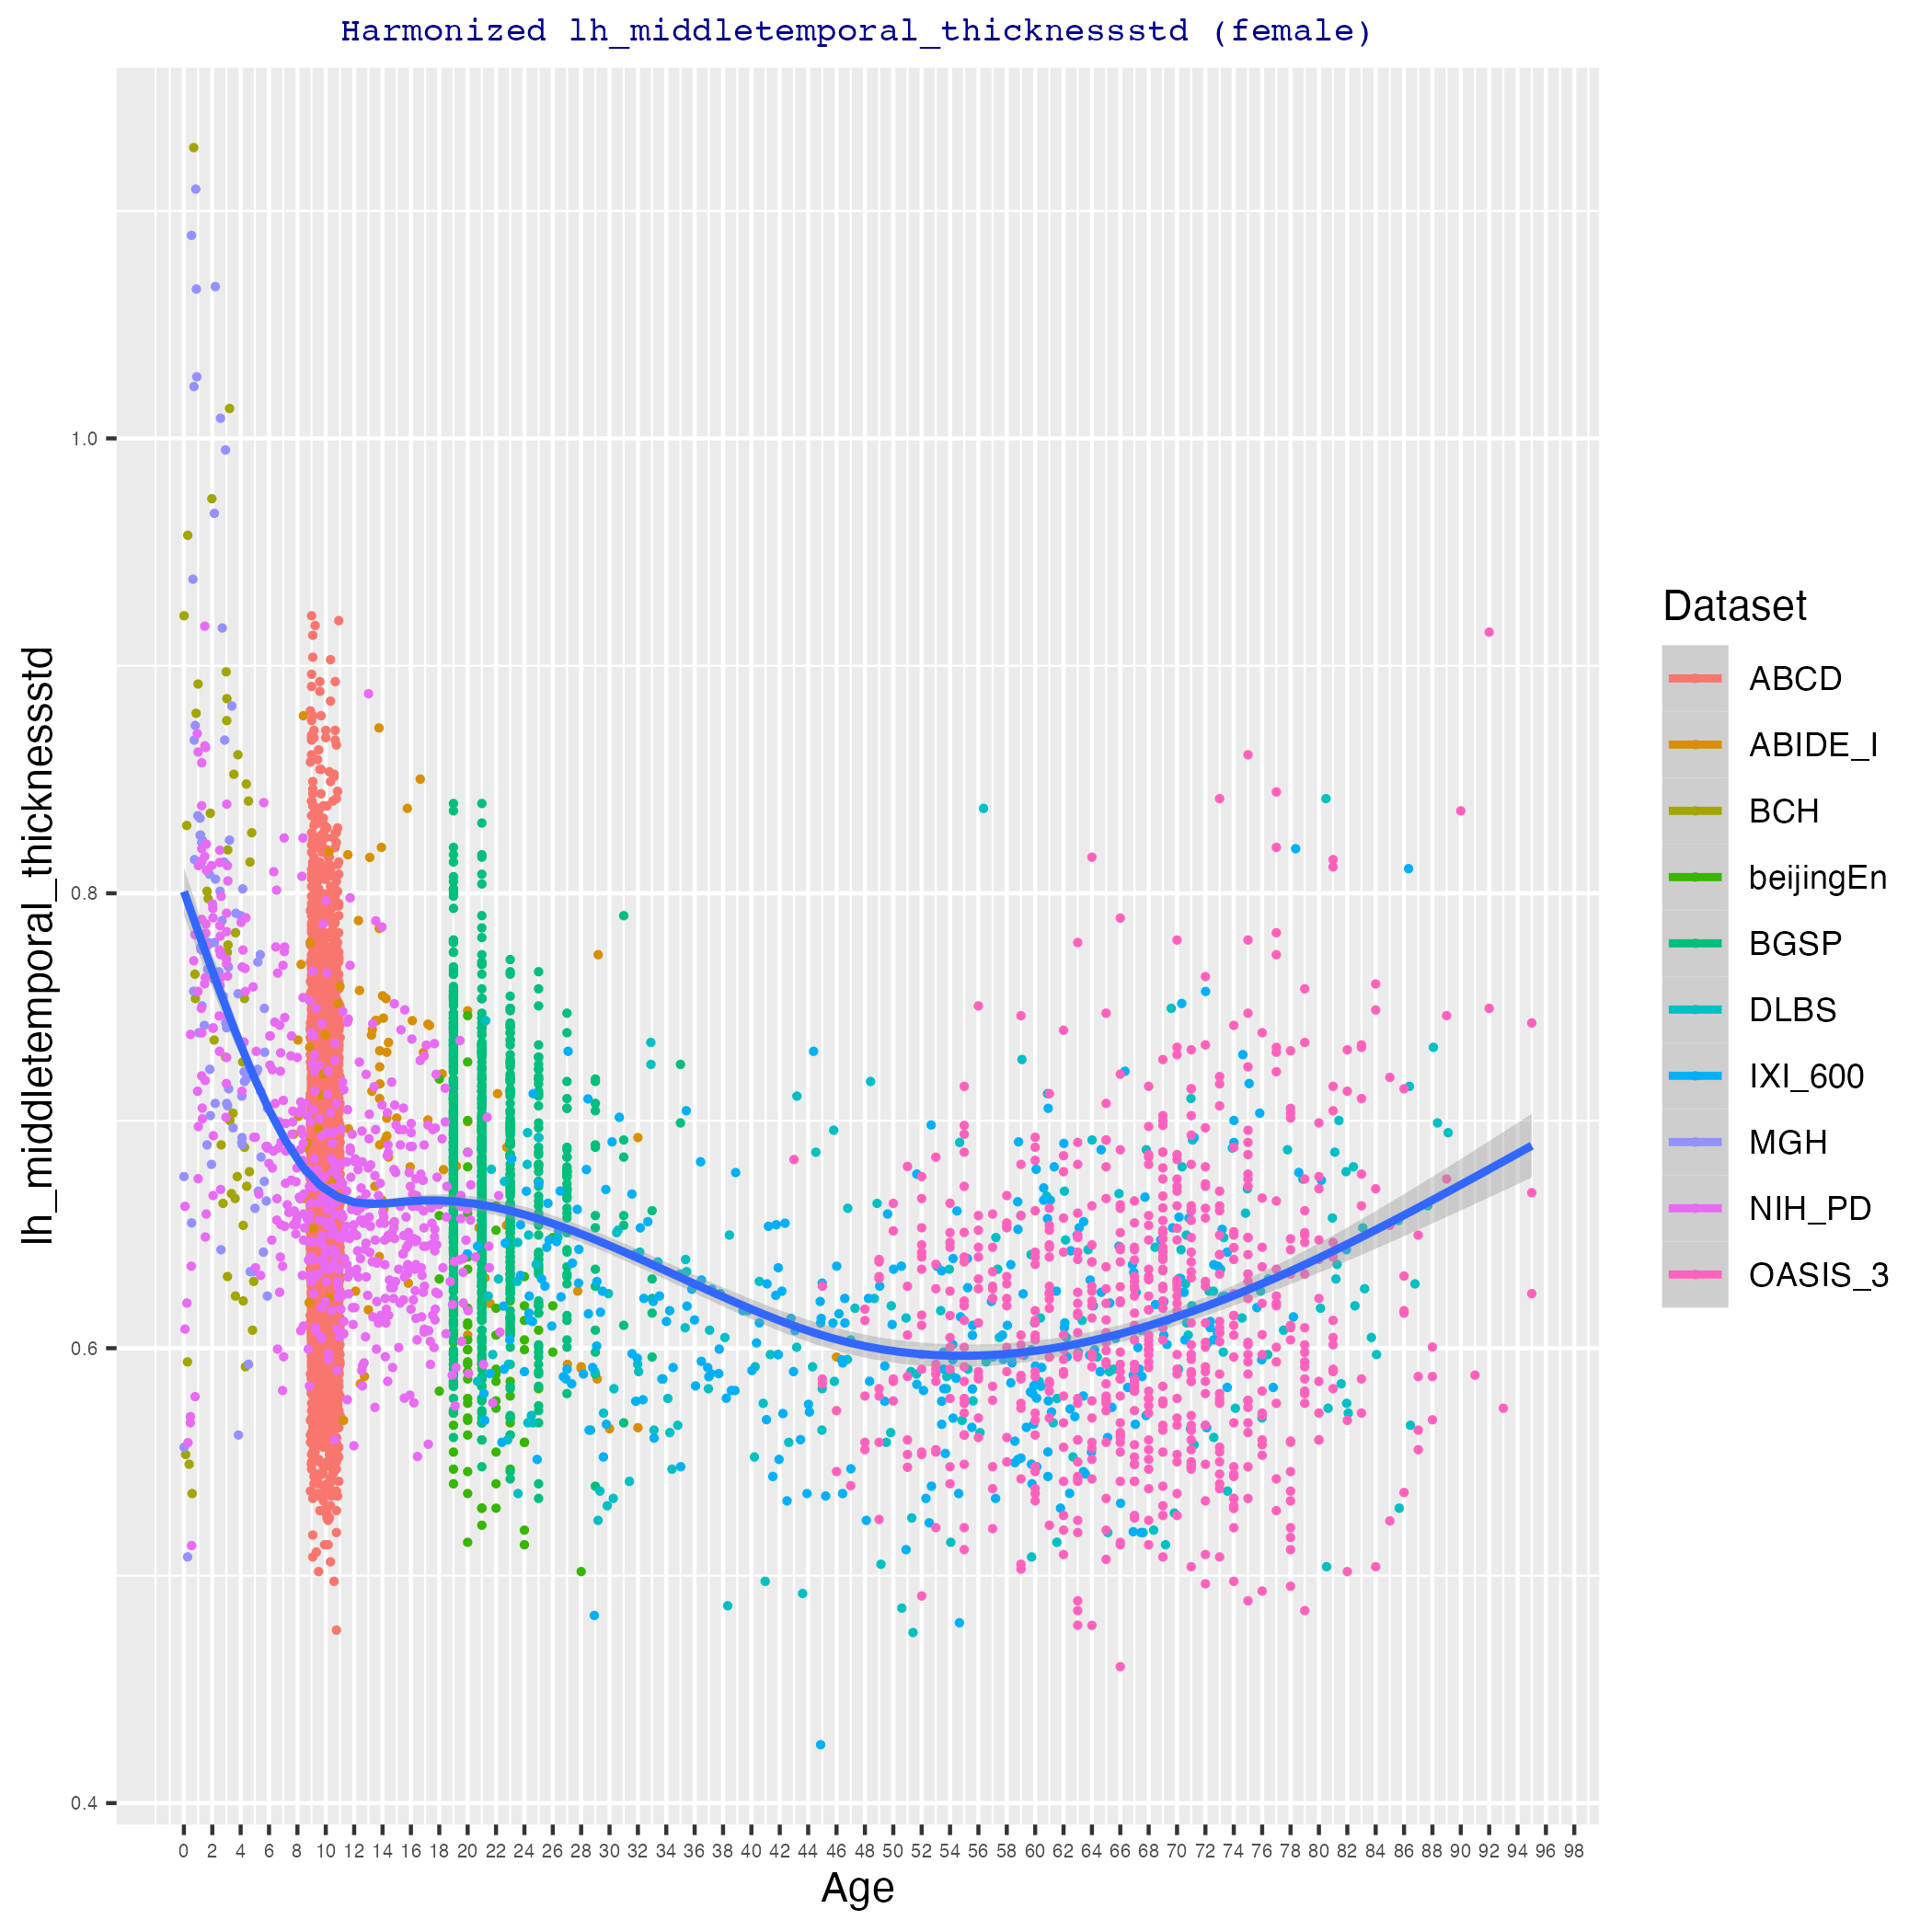 Harmonized lh_middletemporal_thicknessstd (female)
lh_middletemporal_thicknessstd
1.0
0.8
0.6
0.4
0 2 4 6 8 10 12 14 16 18 20 22 24 26 28 30 32 34 36 38 40 42 44 46 48 50 52 54 56 58 60 62 64 66 68 70 72 74 76 78 80 82 84 86 88 90 92 94 96 98
Age
Dataset
ABCD
ABIDE_I
BCH
beijingEn
BGSP
DLBS
IXI_600
MGH
NIH_PD
OASIS_3